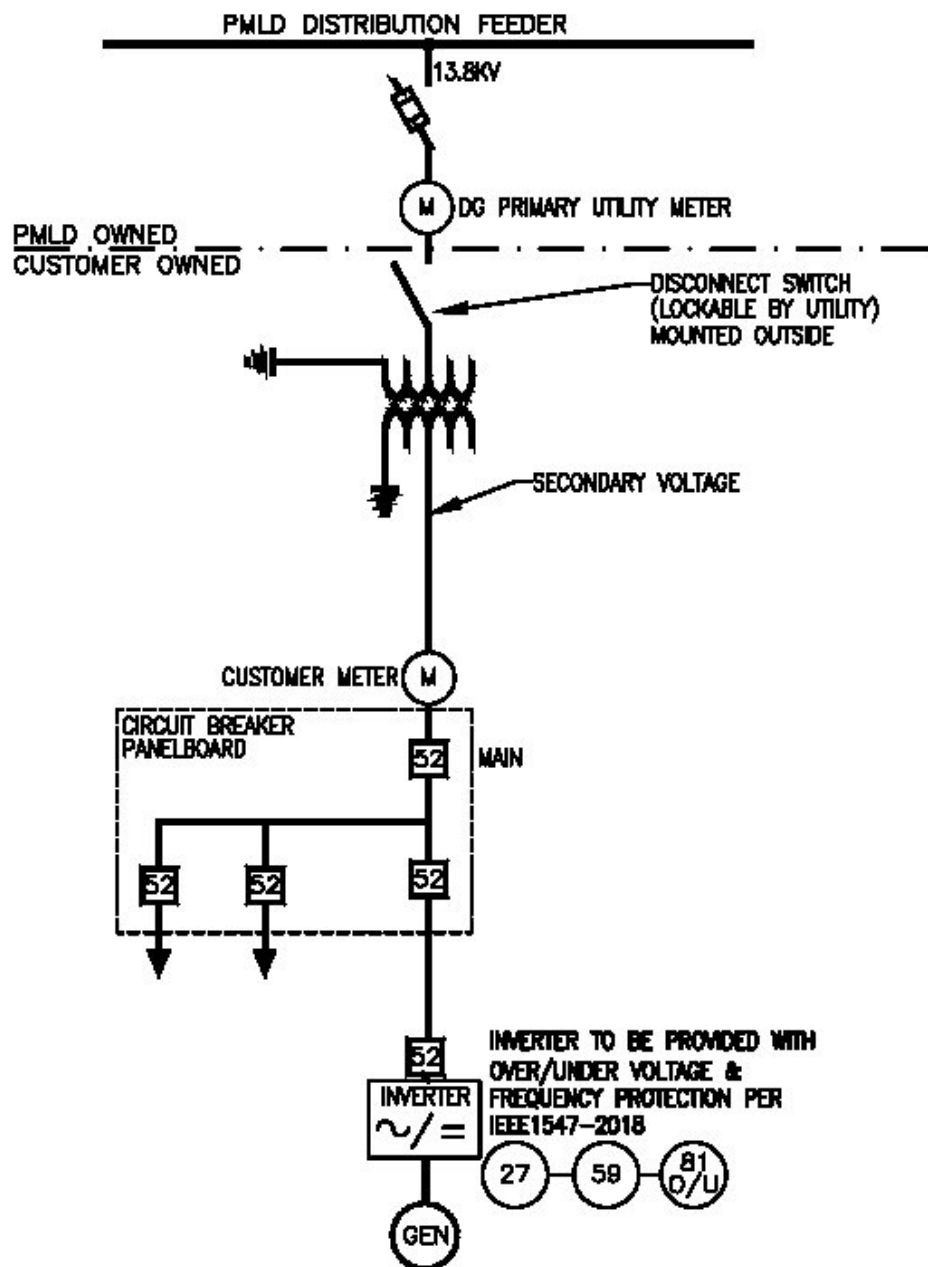 PMLD DISTRIBUTION FEEDER
13.8KV
M
DG PRIMARY UTILITY METER
PMLD OWNED
CUSTOMER OWNED
DISCONNECT SWITCH
(LOCKABLE BY UTILITY)
MOUNTED OUTSIDE
SECONDARY VOLTAGE
CUSTOMER METER
M
CIRCUIT BREAKER
PANELBOARD
52
MAIN
52
52
52
52
INVERTER TO BE PROVIDED WITH
OVER/UNDER VOLTAGE &
FREQUENCY PROTECTION PER
IEEE1547-2018
INVERTER
~/=
27
59
81
O/U
GEN